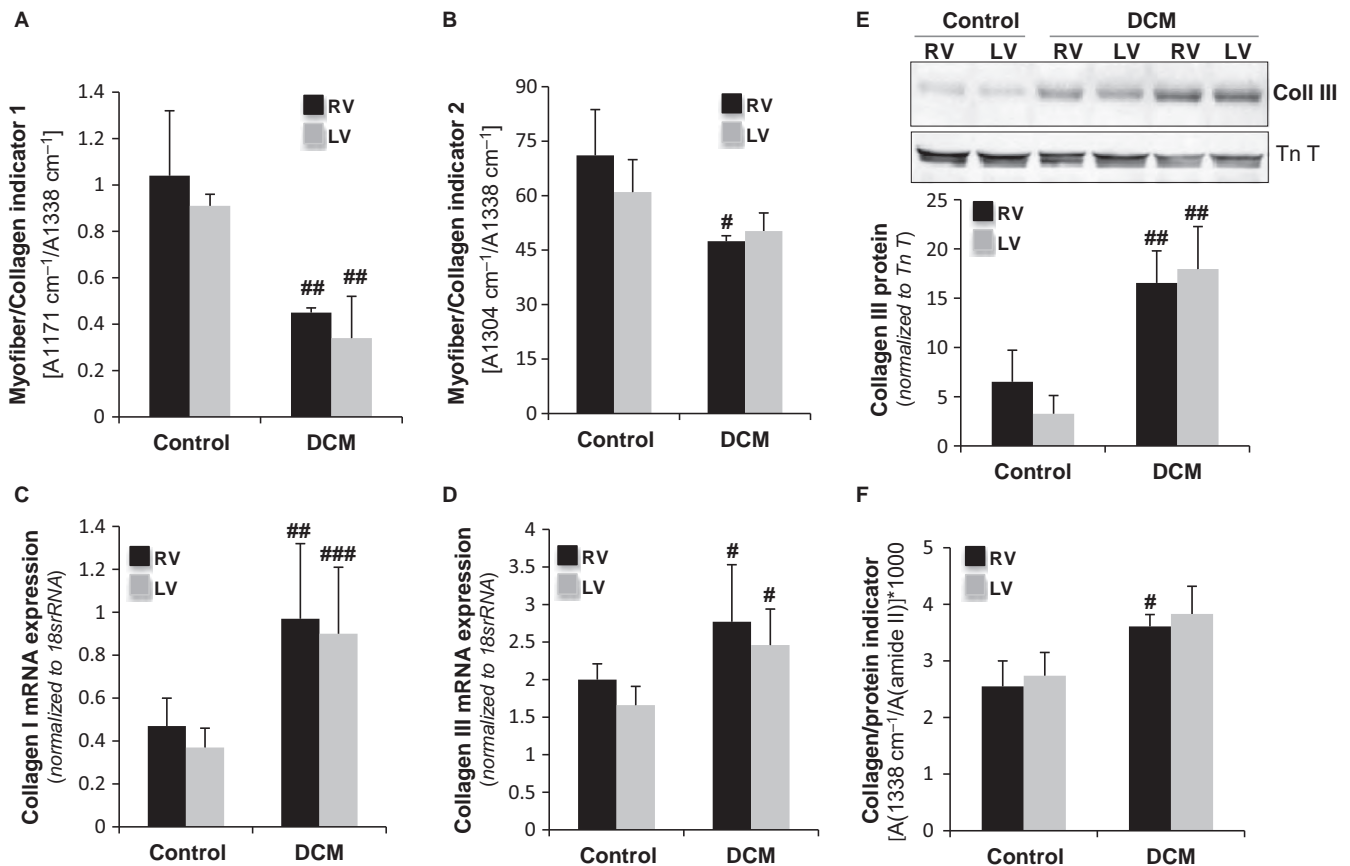 A
Myofiber/Collagen indicator 1
[A1171 cm⁻¹/A1338 cm⁻¹]
1.4
1.2
1
0.8
0.6
0.4
0.2
0
RV
LV
##
##
Control
DCM
B
Myofiber/Collagen indicator 2
[A1304 cm⁻¹/A1338 cm⁻¹]
90
75
60
45
30
15
0
RV
LV
#
Control
DCM
E
Control DCM
RV LV RV LV RV LV
Coll III
Tn T
Collagen III protein
(normalized to Tn T)
25
20
15
10
5
0
RV
LV
##
##
Control
DCM
C
Collagen I mRNA expression
(normalized to 18srRNA)
1.4
1.2
1
0.8
0.6
0.4
0.2
0
RV
LV
##
###
Control
DCM
D
Collagen III mRNA expression
(normalized to 18srRNA)
4
3.5
3
2.5
2
1.5
1
0.5
0
RV
LV
#
#
Control
DCM
F
Collagen/protein indicator
[A(1338 cm⁻¹/A(amide II)]*1000
5
4
3
2
1
0
RV
LV
#
Control
DCM